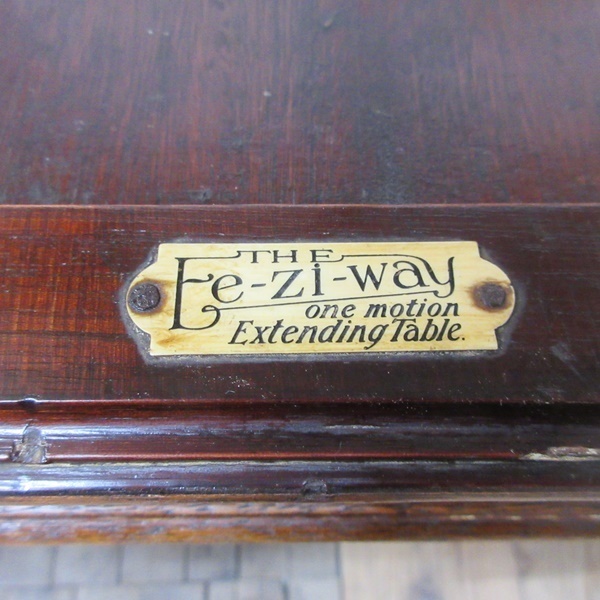 THE
Ee-zi-way
one motion
Extending Table.